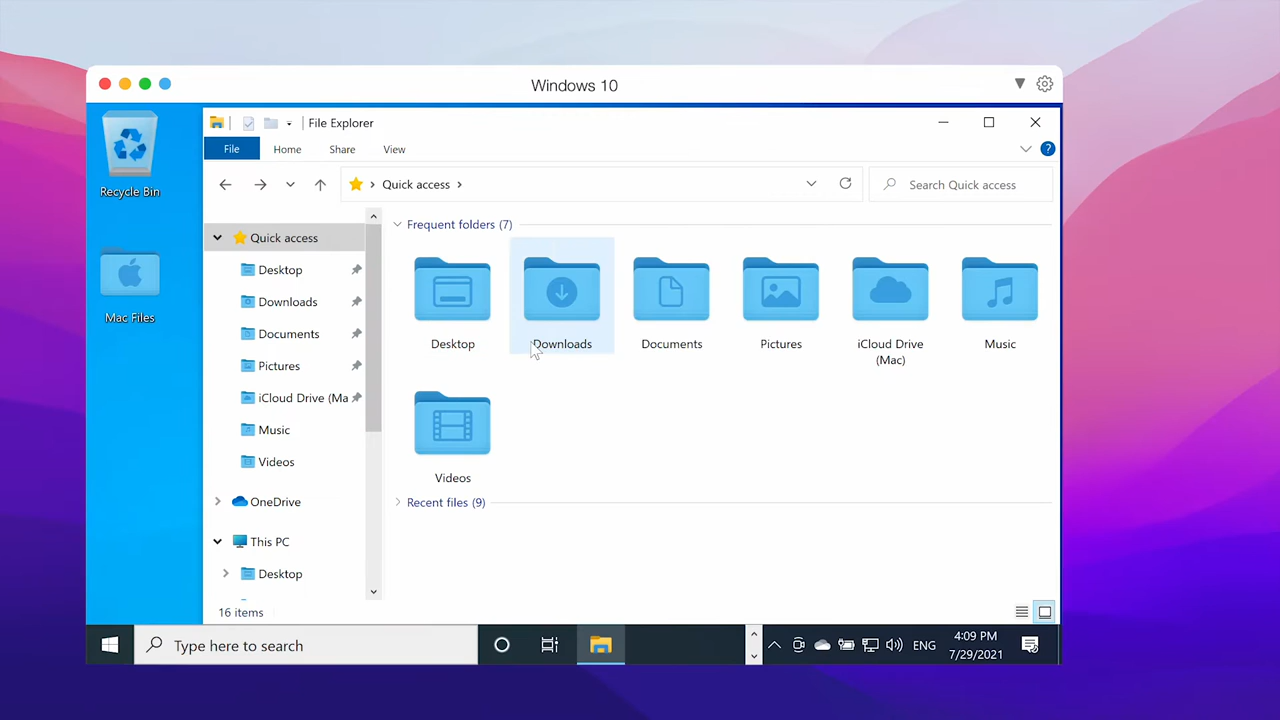 Windows 10
File Explorer
File Home Share View
?
Quick access
Search Quick access
Recycle Bin
Mac Files
Quick access
Desktop
Downloads
Documents
Pictures
iCloud Drive (Ma
Music
Videos
OneDrive
This PC
Desktop
Frequent folders (7)
Desktop Downloads Documents Pictures iCloud Drive Music
(Mac)
Videos
Recent files (9)
16 items
Type here to search
ENG
4:09 PM
7/29/2021